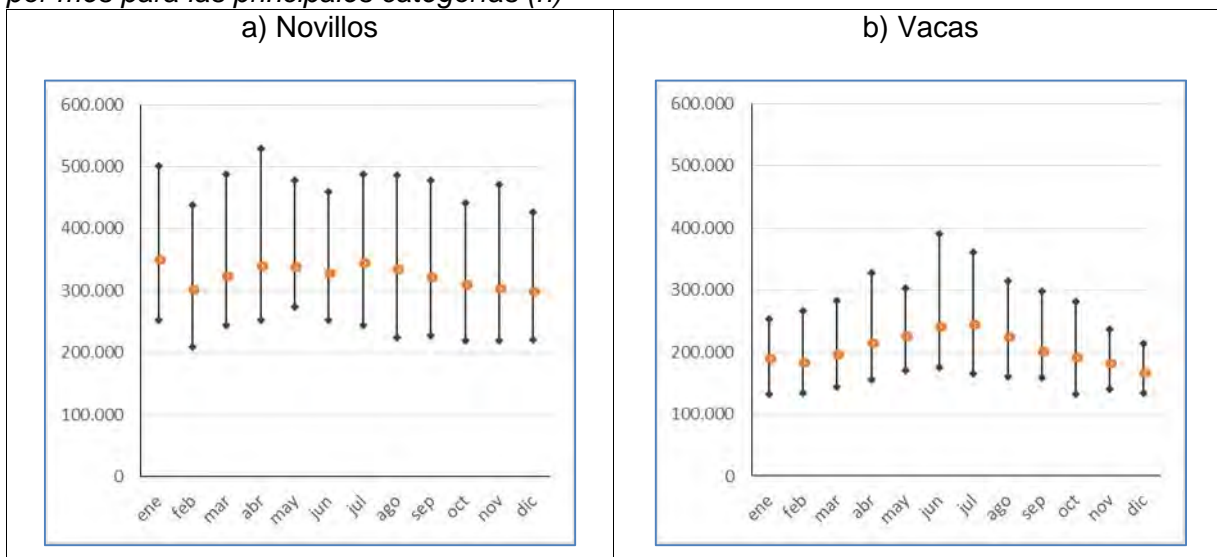 por mes para las principales categorías (n)
a) Novillos
b) Vacas
600.000
500.000
400.000
300.000
200.000
100.000
0
ene feb mar abr may jun jul ago sep oct nov dic
600.000
500.000
400.000
300.000
200.000
100.000
0
ene feb mar abr may jun jul ago sep oct nov dic